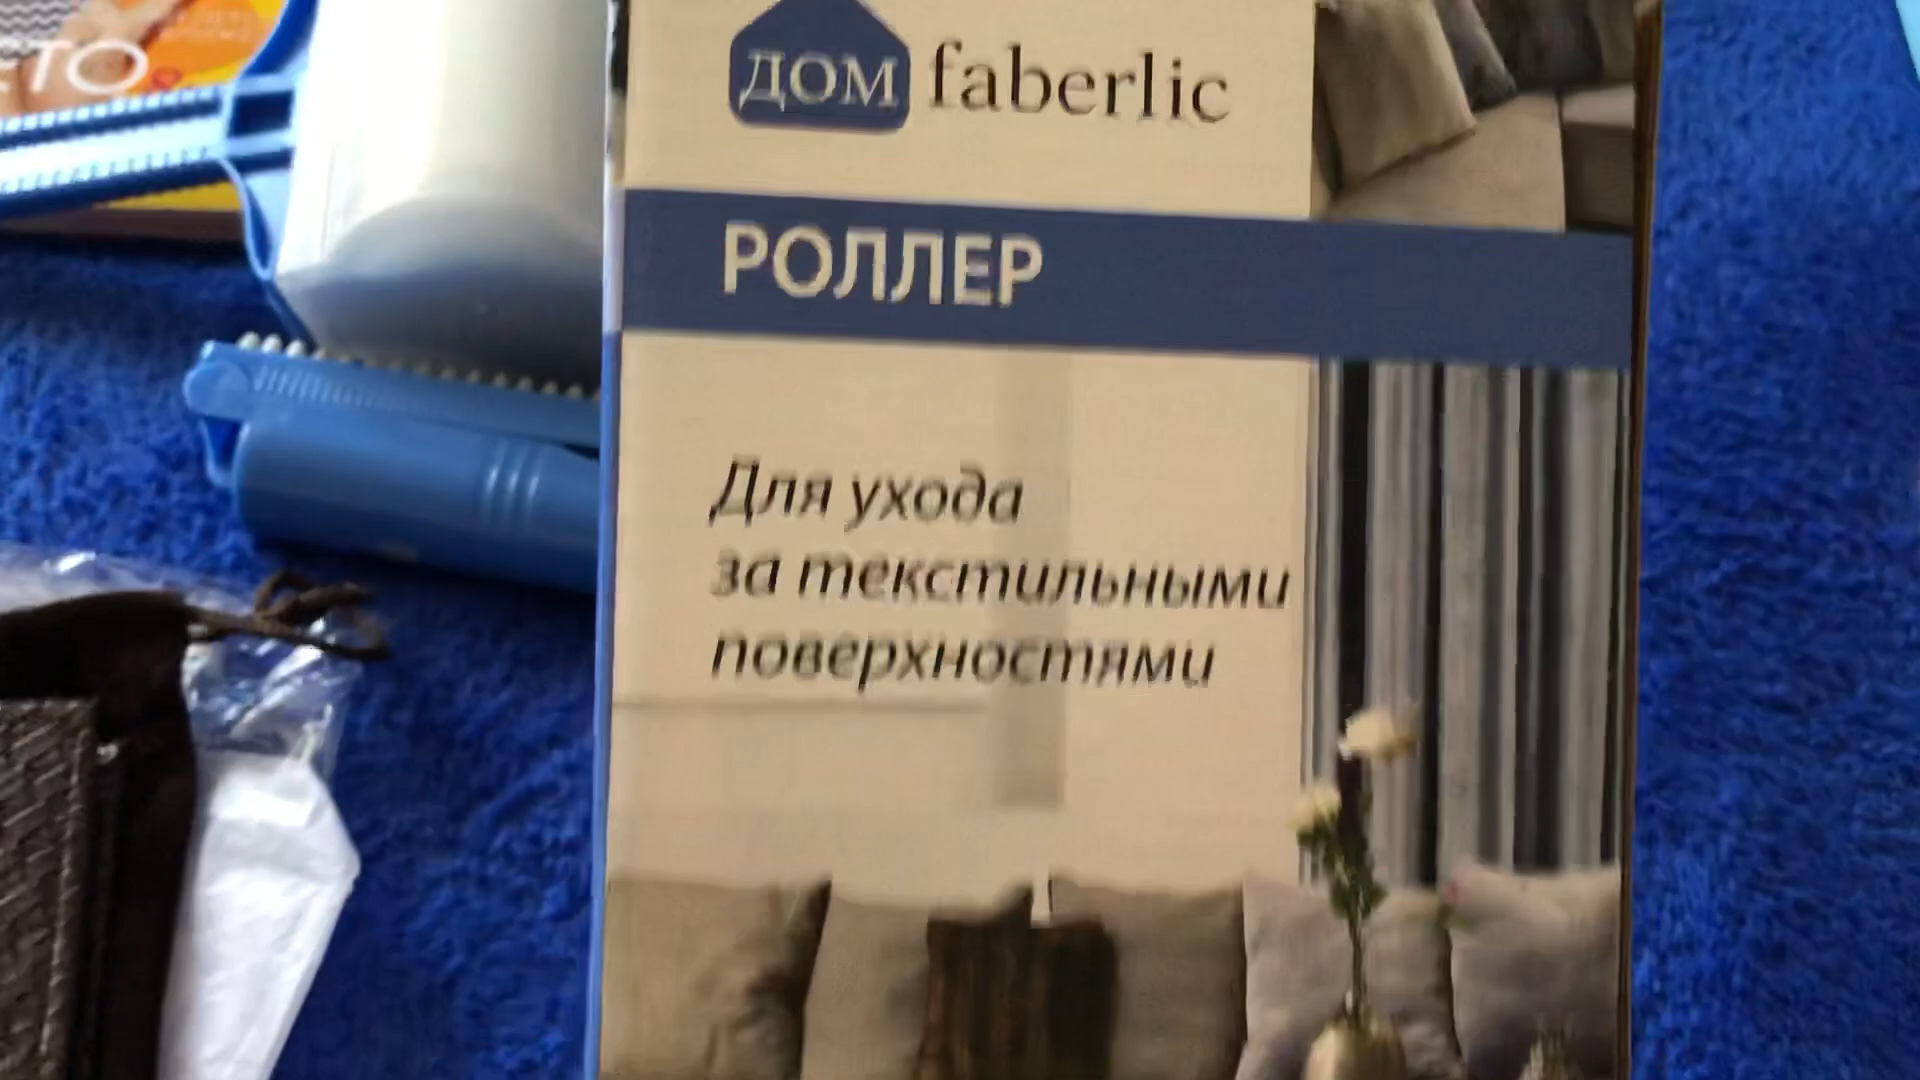 ДОМ faberlic
РОЛЛЕР
Для ухода
за текстильными
поверхностями